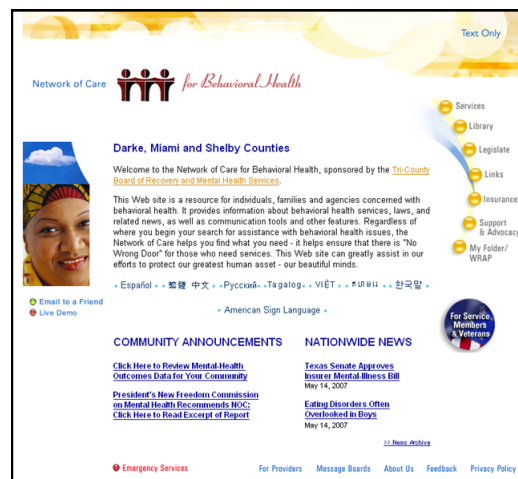 Text Only
Network of Care for Behavioral Health
Services
Library
Legislate
Links
Insurance
Support
& Advocacy
My Folder/
WRAP
Darke, Miami and Shelby Counties
Welcome to the Network of Care for Behavioral Health, sponsored by the Tri-County
Board of Recovery and Mental Health Services.
This Web site is a resource for individuals, families and agencies concerned with
behavioral health. It provides information about behavioral health services, laws, and
related news, as well as communication tools and other features. Regardless of
where you begin your search for assistance with behavioral health issues, the
Network of Care helps you find what you need - it helps ensure that there is "No
Wrong Door" for those who need services. This Web site can greatly assist in our
efforts to protect our greatest human asset - our beautiful minds.
Español • 繁體 中文 • Русский • Tagalog • VIỆT • 한국말
American Sign Language
Email to a Friend
Live Demo
For Service
Members
& Veterans
COMMUNITY ANNOUNCEMENTS
Click Here to Review Mental-Health
Outcomes Data for Your Community
President's New Freedom Commission
on Mental Health Recommends NOC:
Click Here to Read Excerpt of Report
NATIONWIDE NEWS
Texas Senate Approves
Insurer Mental-Illness Bill
May 14, 2007
Eating Disorders Often
Overlooked in Boys
May 14, 2007
>> News Archive
Emergency Services
For Providers Message Boards About Us Feedback Privacy Policy